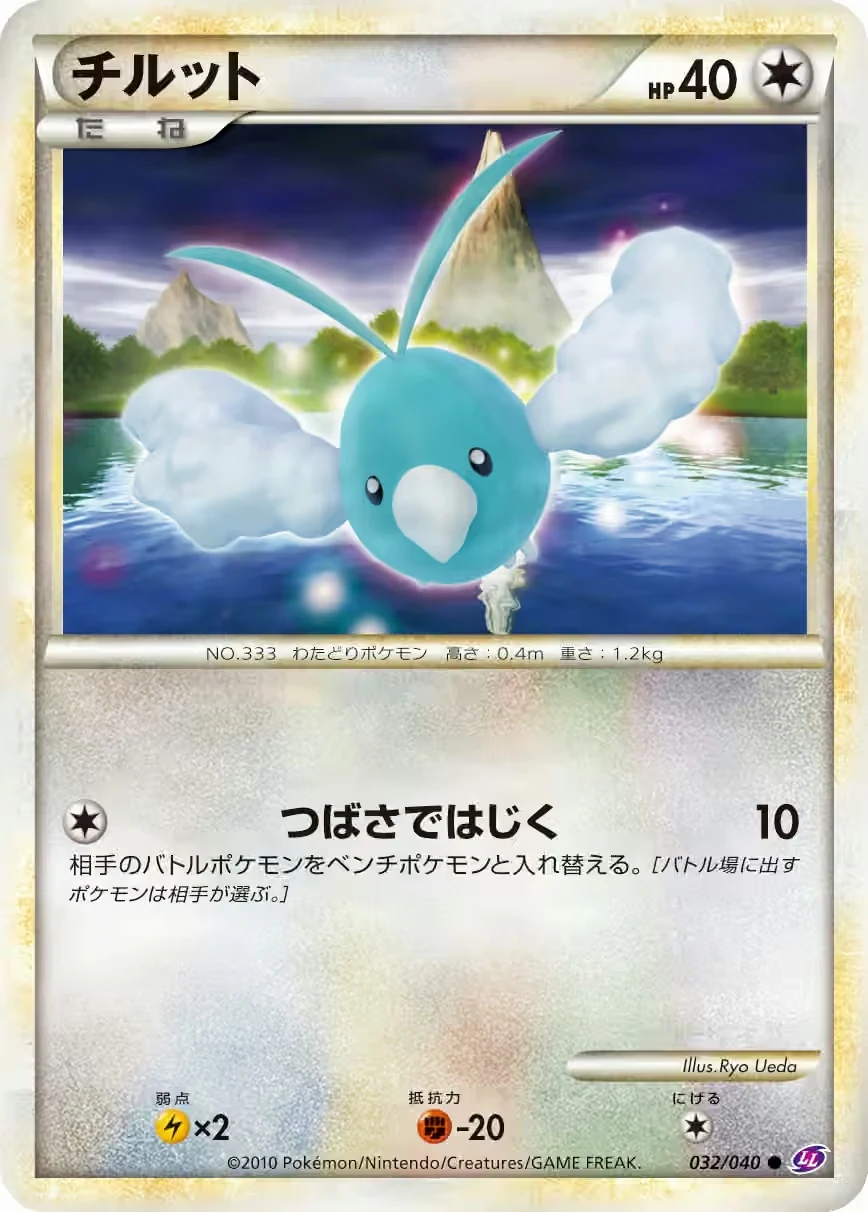 チルット
HP40
たね
NO.333 わたどりポケモン 高さ：0.4m 重さ：1.2kg
つばさではじく 10
相手のバトルポケモンをベンチポケモンと入れ替える。［バトル場に出す
ポケモンは相手が選ぶ。］
Illus.Ryo Ueda
弱点 抵抗力 にげる
×2 -20
©2010 Pokémon/Nintendo/Creatures/GAME FREAK. 032/040 ● LL